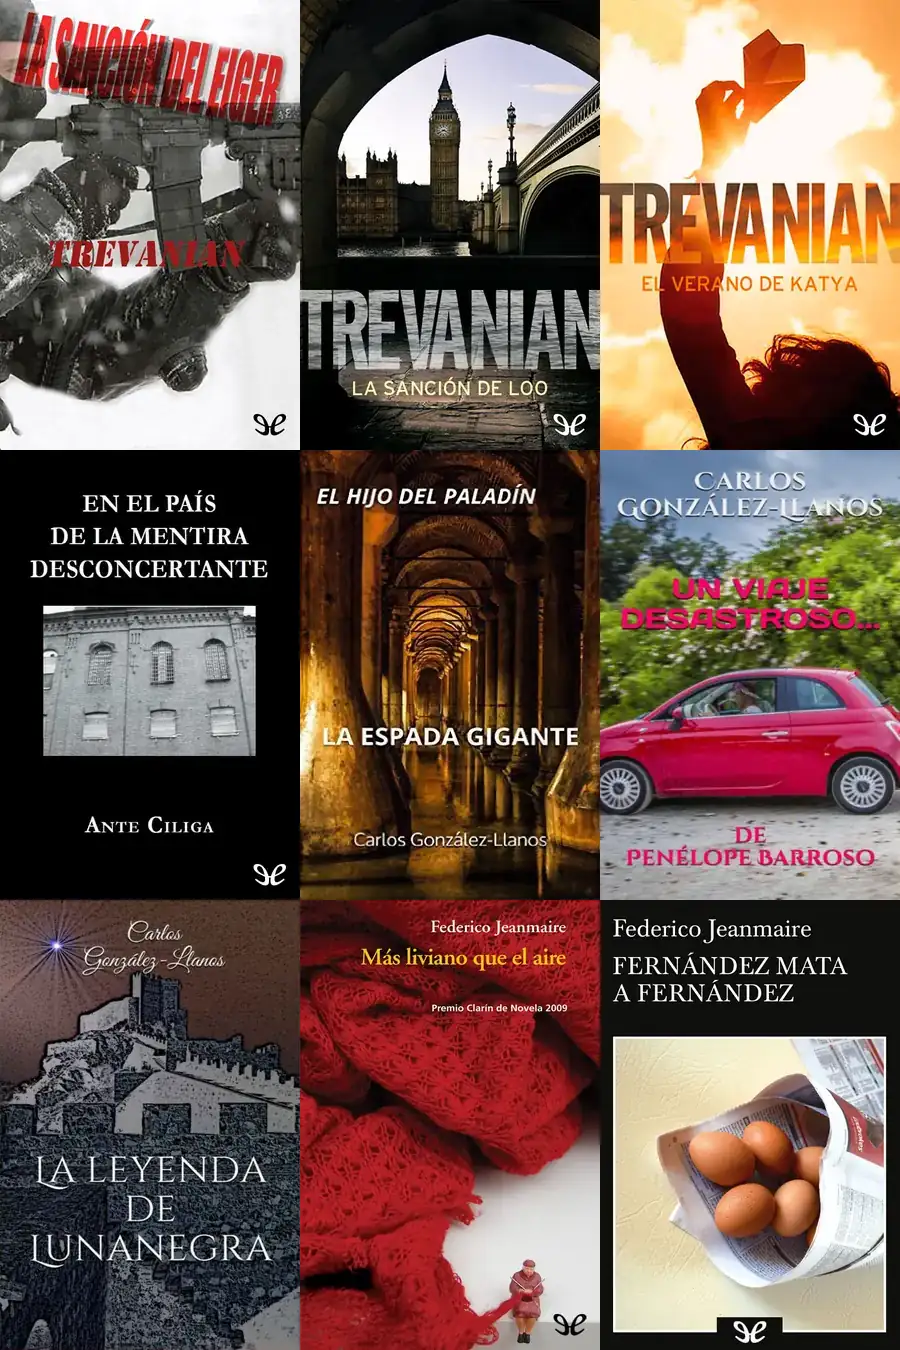 LA SANCIÓN DEL EIGER
TREVANIAN
TREVANIAN
LA SANCIÓN DE LOO
TREVANIAN
EL VERANO DE KATYA
EN EL PAÍS
DE LA MENTIRA
DESCONCERTANTE
ANTE CILIGA
EL HIJO DEL PALADÍN
LA ESPADA GIGANTE
Carlos González-Llanos
CARLOS
GONZÁLEZ-LLANOS
UN VIAJE
DESASTROSO...
DE
PENÉLOPE BARROSO
Carlos
González-Llanos
LA LEYENDA
DE
LUNANEGRA
Federico Jeanmaire
Más liviano que el aire
Premio Clarín de Novela 2009
Federico Jeanmaire
FERNÁNDEZ MATA
A FERNÁNDEZ